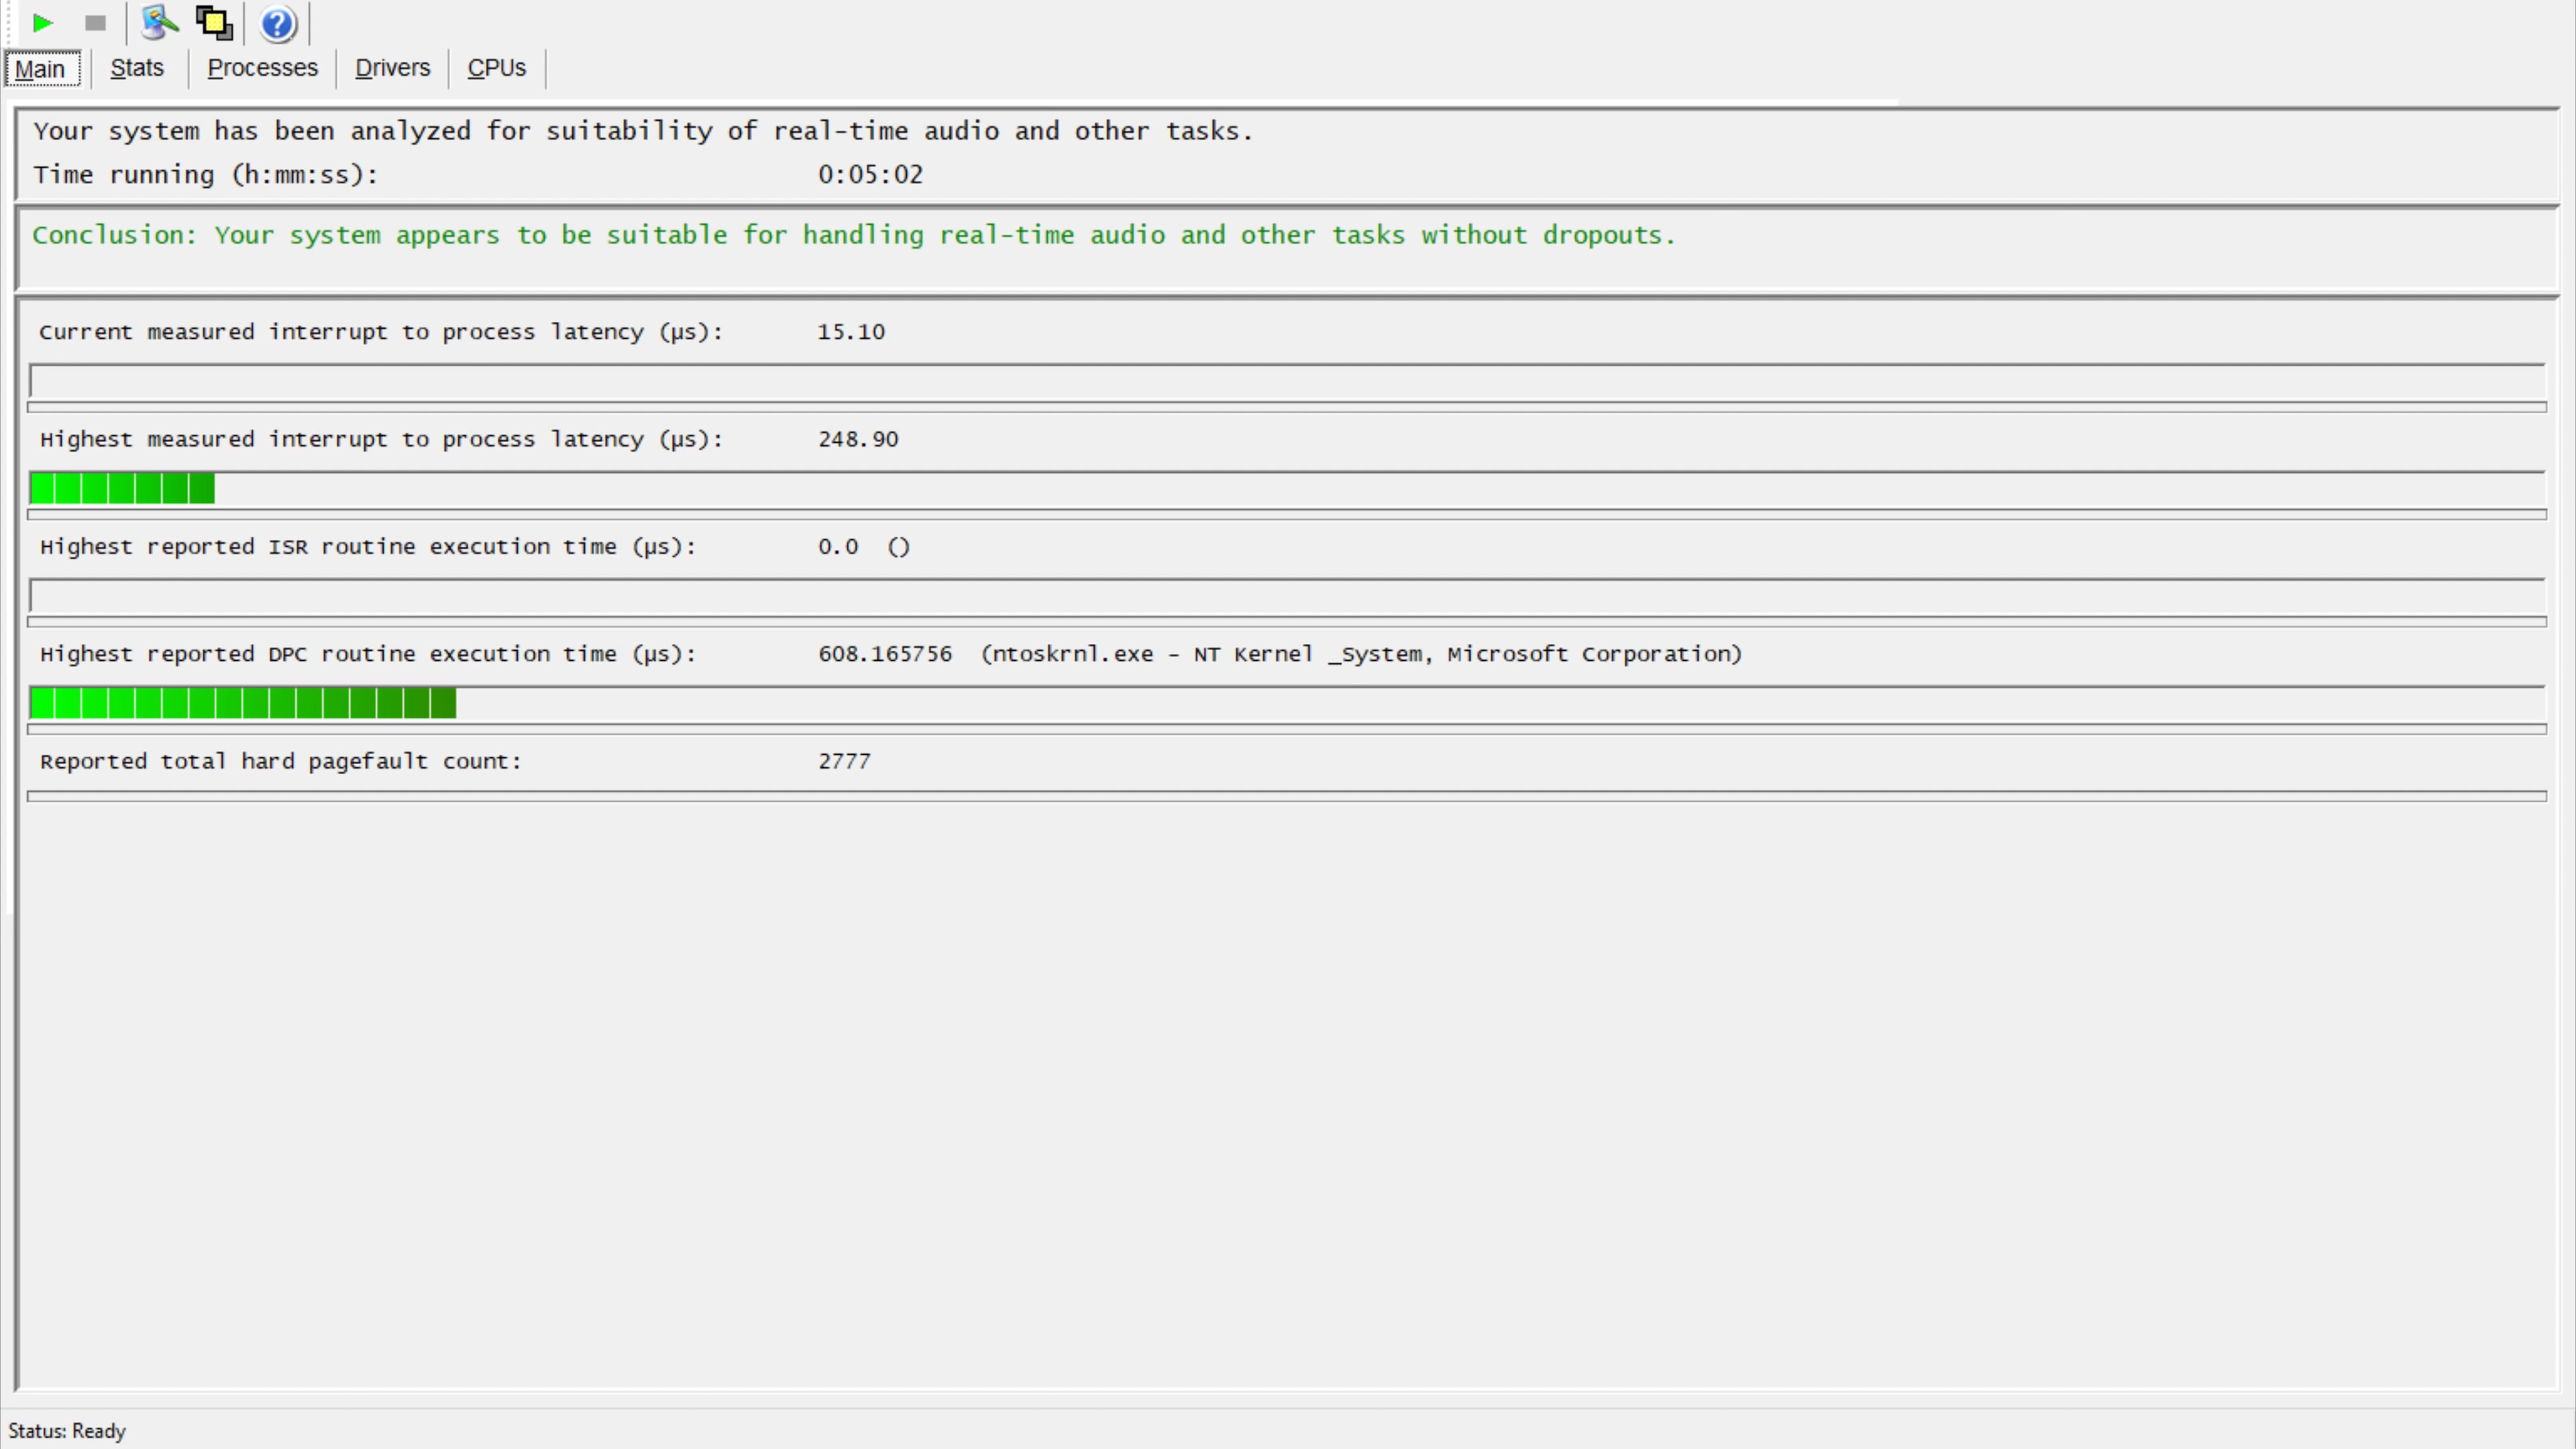 Main Stats Processes Drivers CPUs
Your system has been analyzed for suitability of real-time audio and other tasks.
Time running (h:mm:ss): 0:05:02
Conclusion: Your system appears to be suitable for handling real-time audio and other tasks without dropouts.
Current measured interrupt to process latency (µs): 15.10
Highest measured interrupt to process latency (µs): 248.90
Highest reported ISR routine execution time (µs): 0.0 ()
Highest reported DPC routine execution time (µs): 608.165756 (ntoskrnl.exe - NT Kernel _System, Microsoft Corporation)
Reported total hard pagefault count: 2777
Status: Ready